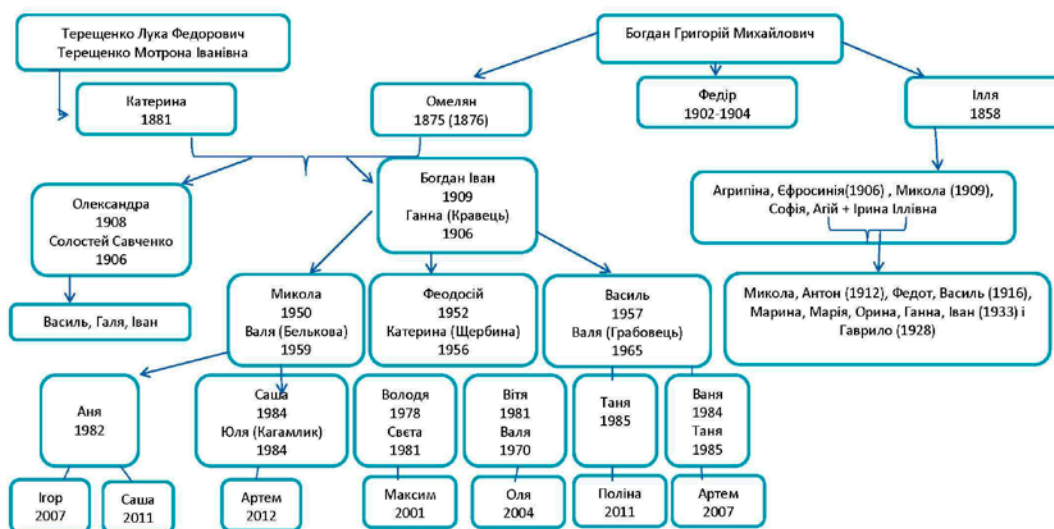 Терещенко Лука Федорович
Терещенко Мотрона Іванівна
Богдан Григорій Михайлович
Катерина
1881
Омелян
1875 (1876)
Федір
1902-1904
Ілля
1858
Олександра
1908
Солостей Савченко
1906
Богдан Іван
1909
Ганна (Кравець)
1906
Агрипіна, Єфросинія(1906) , Микола (1909),
Софія, Агій + Ірина Іллівна
Василь, Галя, Іван
Микола
1950
Валя (Белькова)
1959
Феодосій
1952
Катерина (Щербина)
1956
Василь
1957
Валя (Грабовець)
1965
Микола, Антон (1912), Федот, Василь (1916),
Марина, Марія, Орина, Ганна, Іван (1933) і
Гаврило (1928)
Аня
1982
Саша
1984
Юля (Кагамлик)
1984
Володя
1978
Свєта
1981
Вітя
1981
Валя
1970
Таня
1985
Ваня
1984
Таня
1985
Ігор
2007
Саша
2011
Артем
2012
Максим
2001
Оля
2004
Поліна
2011
Артем
2007